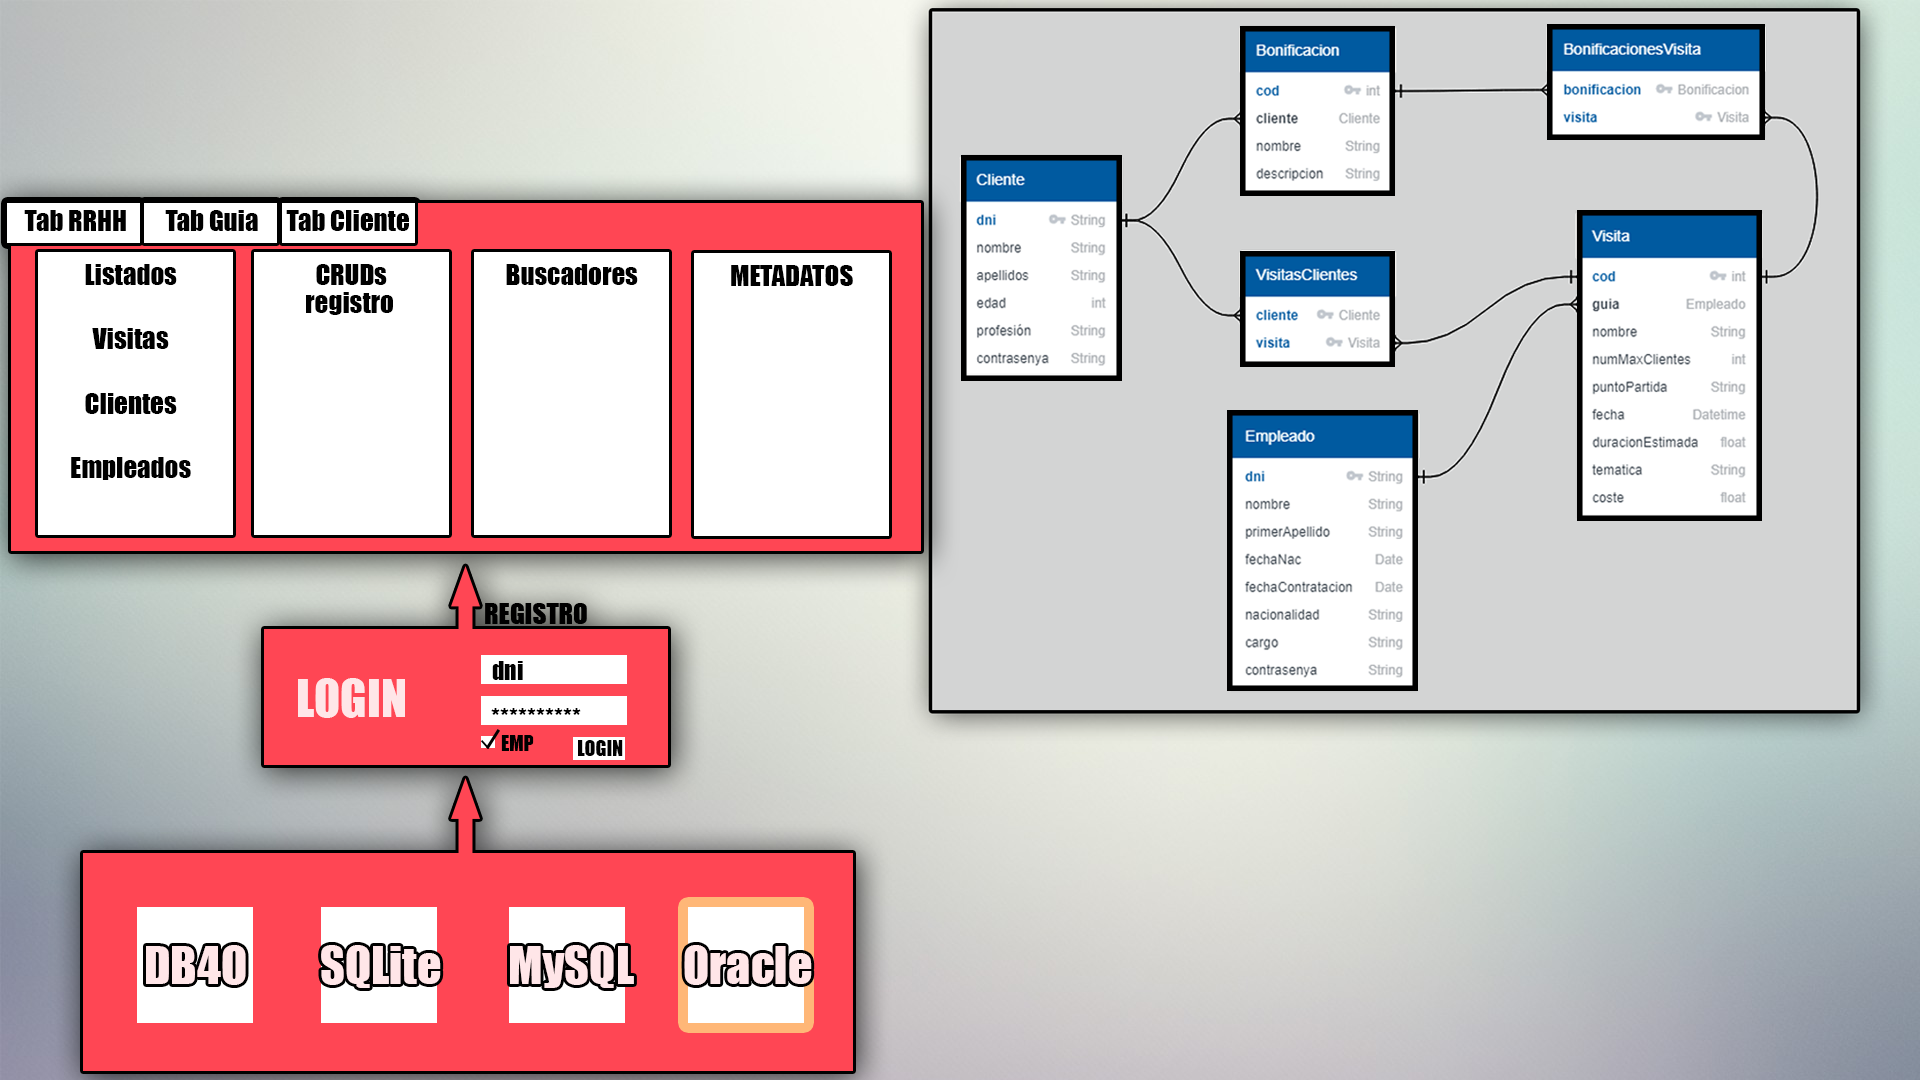 Tab RRHH
Tab Guia
Tab Cliente
Listados
Visitas
Clientes
Empleados
CRUDs
registro
Buscadores
METADATOS
REGISTRO
LOGIN
dni
**********
EMP
LOGIN
DB4O
SQLite
MySQL
Oracle
Cliente
dni String
nombre String
apellidos String
edad int
profesión String
contrasenya String
Bonificacion
cod int
cliente Cliente
nombre String
descripcion String
VisitasClientes
cliente Cliente
visita Visita
Empleado
dni String
nombre String
primerApellido String
fechaNac Date
fechaContratacion Date
nacionalidad String
cargo String
contrasenya String
BonificacionesVisita
bonificacion Bonificacion
visita Visita
Visita
cod int
guia Empleado
nombre String
numMaxClientes int
puntoPartida String
fecha Datetime
duracionEstimada float
tematica String
coste float